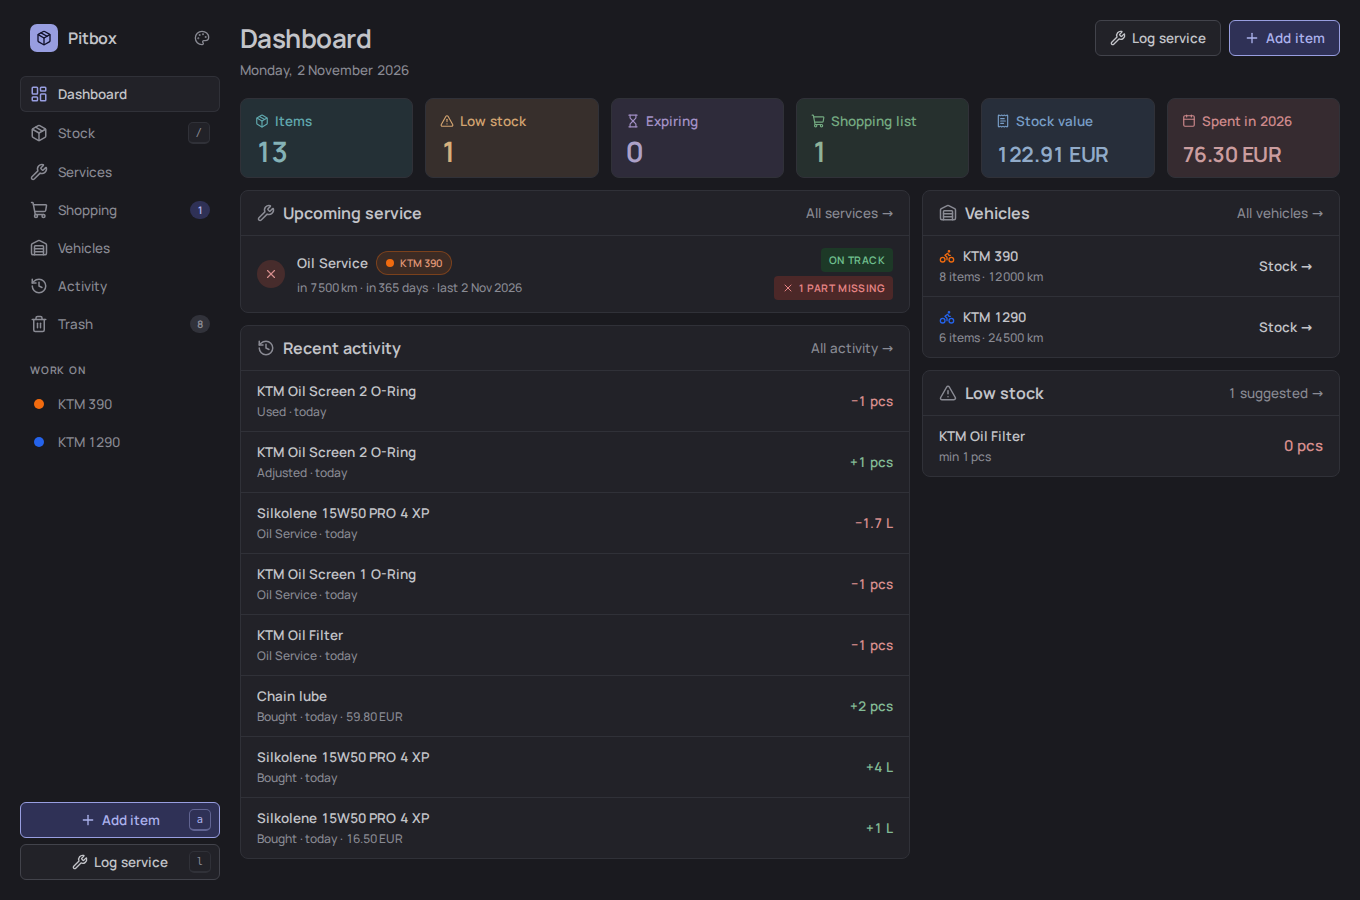 Pitbox
Dashboard
Stock /
Services
Shopping 1
Vehicles
Activity
Trash 8
WORK ON
KTM 390
KTM 1290
+ Add item a
Log service l
Dashboard
Monday, 2 November 2026
Log service
+ Add item
Items
13
Low stock
1
Expiring
0
Shopping list
1
Stock value
122.91 EUR
Spent in 2026
76.30 EUR
Upcoming service All services →
Oil Service KTM 390 ON TRACK
in 7500 km · in 365 days · last 2 Nov 2026 × 1 PART MISSING
Recent activity All activity →
KTM Oil Screen 2 O-Ring
Used · today
−1 pcs
KTM Oil Screen 2 O-Ring
Adjusted · today
+1 pcs
Silkolene 15W50 PRO 4 XP
Oil Service · today
−1.7 L
KTM Oil Screen 1 O-Ring
Oil Service · today
−1 pcs
KTM Oil Filter
Oil Service · today
−1 pcs
Chain lube
Bought · today · 59.80 EUR
+2 pcs
Silkolene 15W50 PRO 4 XP
Bought · today
+4 L
Silkolene 15W50 PRO 4 XP
Bought · today · 16.50 EUR
+1 L
Vehicles All vehicles →
KTM 390
8 items · 12000 km
Stock →
KTM 1290
6 items · 24500 km
Stock →
Low stock 1 suggested →
KTM Oil Filter
min 1 pcs
0 pcs